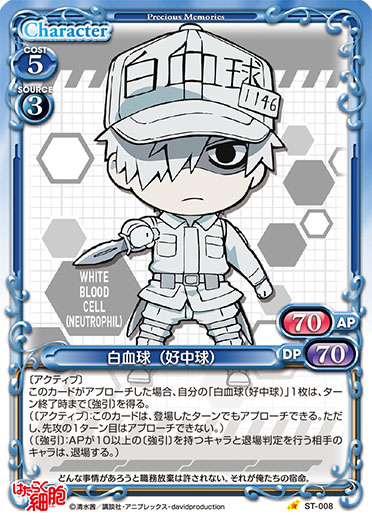 Precious Memories
Character
COST
5
SOURCE
3
白血球
1146
WHITE
BLOOD
CELL
(NEUTROPHIL)
70 AP
白血球（好中球）
DP 70
［アクティブ］
このカードがアプローチした場合、自分の「白血球（好中球）」1枚は、ターン終了時まで［強引］を得る。
（［アクティブ］：このカードは、登場したターンでもアプローチできる。ただし、先攻の1ターン目はアプローチできない。）
（［強引］：APが10以上の［強引］を持つキャラと退場判定を行う相手のキャラは、退場する。）
どんな事情があろうと職務放棄は許されない。それが俺たちの宿命。
はたらく細胞
©清水茜／講談社・アニプレックス・davidproduction
ST-008